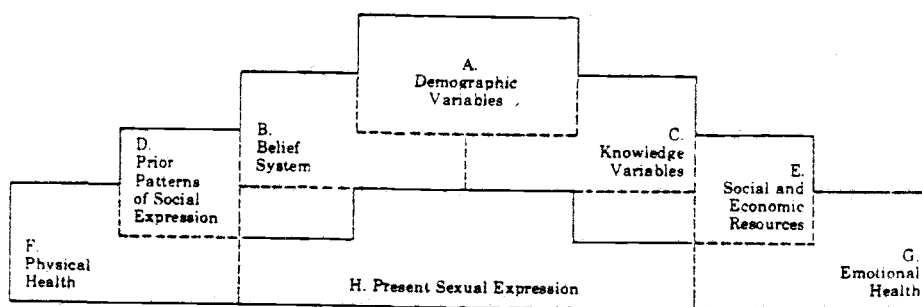 A.
Demographic
Variables
B.
Belief
System
C.
Knowledge
Variables
D.
Prior
Patterns
of Social
Expression
E.
Social and
Economic
Resources
F.
Physical
Health
G.
Emotional
Health
H. Present Sexual Expression